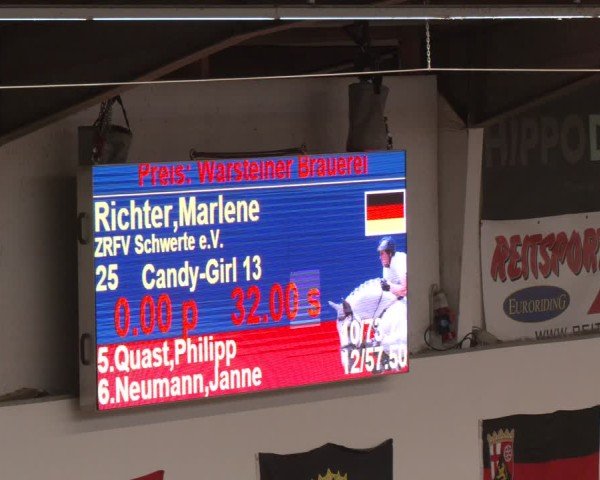 Preis: Warsteiner Brauerei
Richter,Marlene
ZRFV Schwerte e.V.
25 Candy-Girl 13
0.00 p 32.00 s
5.Quast,Philipp
6.Neumann,Janne
12/57.50
HIPPO
REITSPORT
EURORIDING